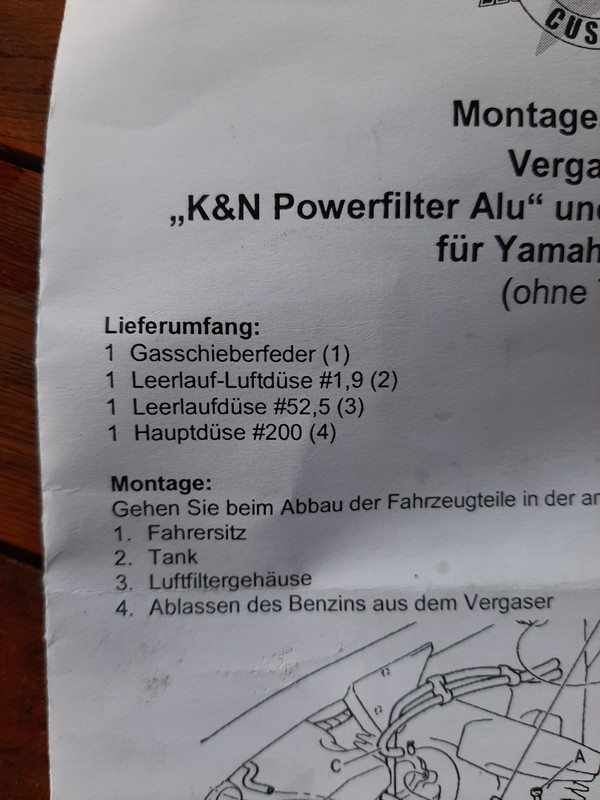 CUS
Montage
Verga
„K&N Powerfilter Alu“ und
für Yamah
(ohne
Lieferumfang:
1 Gasschieberfeder (1)
1 Leerlauf-Luftdüse #1,9 (2)
1 Leerlaufdüse #52,5 (3)
1 Hauptdüse #200 (4)
Montage:
Gehen Sie beim Abbau der Fahrzeugteile in der an
1. Fahrersitz
2. Tank
3. Luftfiltergehäuse
4. Ablassen des Benzins aus dem Vergaser
C
A